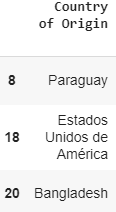 Country
of Origin
8 Paraguay
Estados
18 Unidos de
América
20 Bangladesh